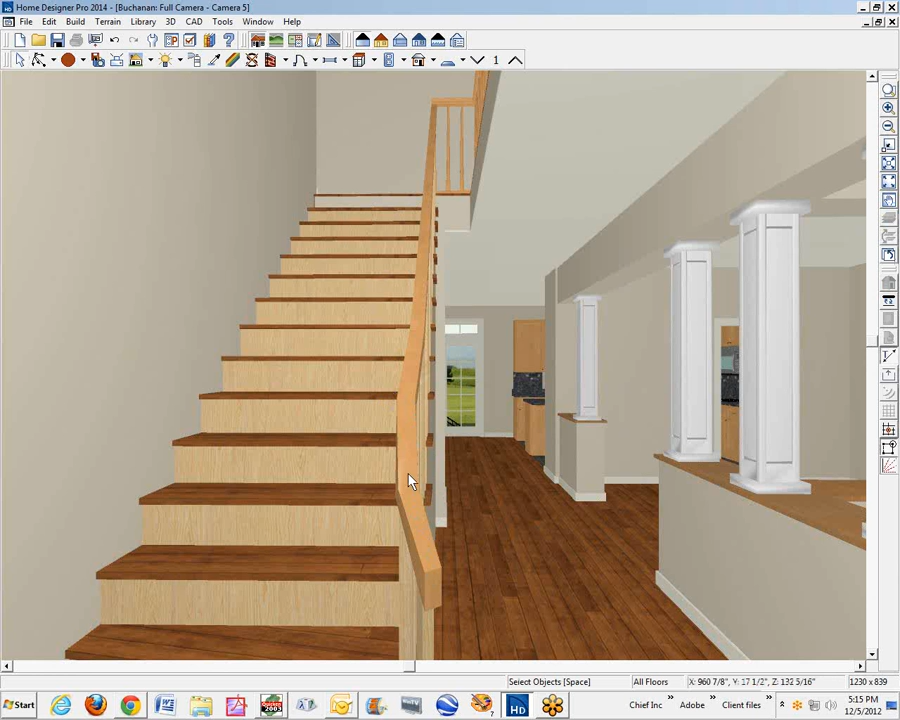 Home Designer Pro 2014 - [Buchanan: Full Camera - Camera 5]
File Edit Build Terrain Library 3D CAD Tools Window Help
1
Select Objects [Space] All Floors X: 960 7/8", Y: 17 1/2", Z: 132 5/16" 1230 x 839
Start Chief Inc » Adobe » Client files » 5:15 PM
12/5/2012